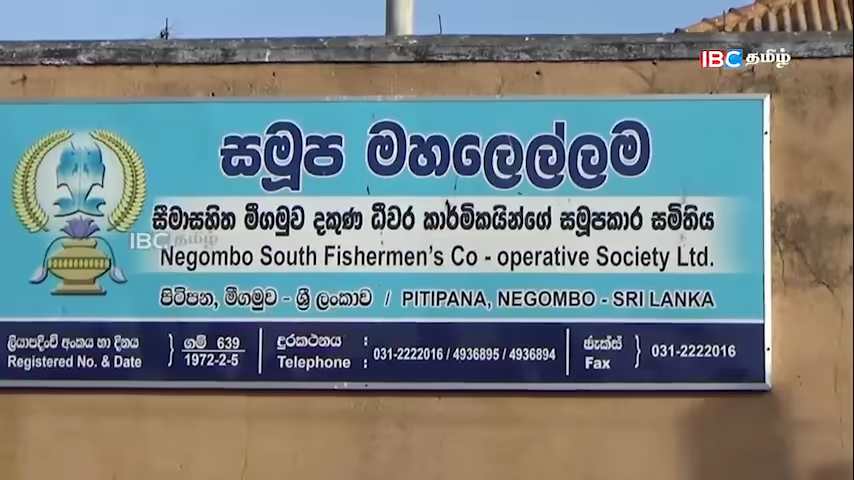 IBC தமிழ்
සමූප මහලෙල්ලම
සීමාසහිත මීගමුව දකුණ ධීවර කාර්මිකයින්ගේ සමූපකාර සමිතිය
IBC தமிழ்
Negombo South Fishermen's Co - operative Society Ltd.
පිටිපන, මීගමුව - ශ්‍රී ලංකාව / PITIPANA, NEGOMBO - SRI LANKA
ලියාපදිංචි අංකය හා දිනය } ගම් 639 දුරකථනය : ෆැක්ස් }
Registered No. & Date 1972-2-5 Telephone : 031-2222016 / 4936895 / 4936894 Fax 031-2222016